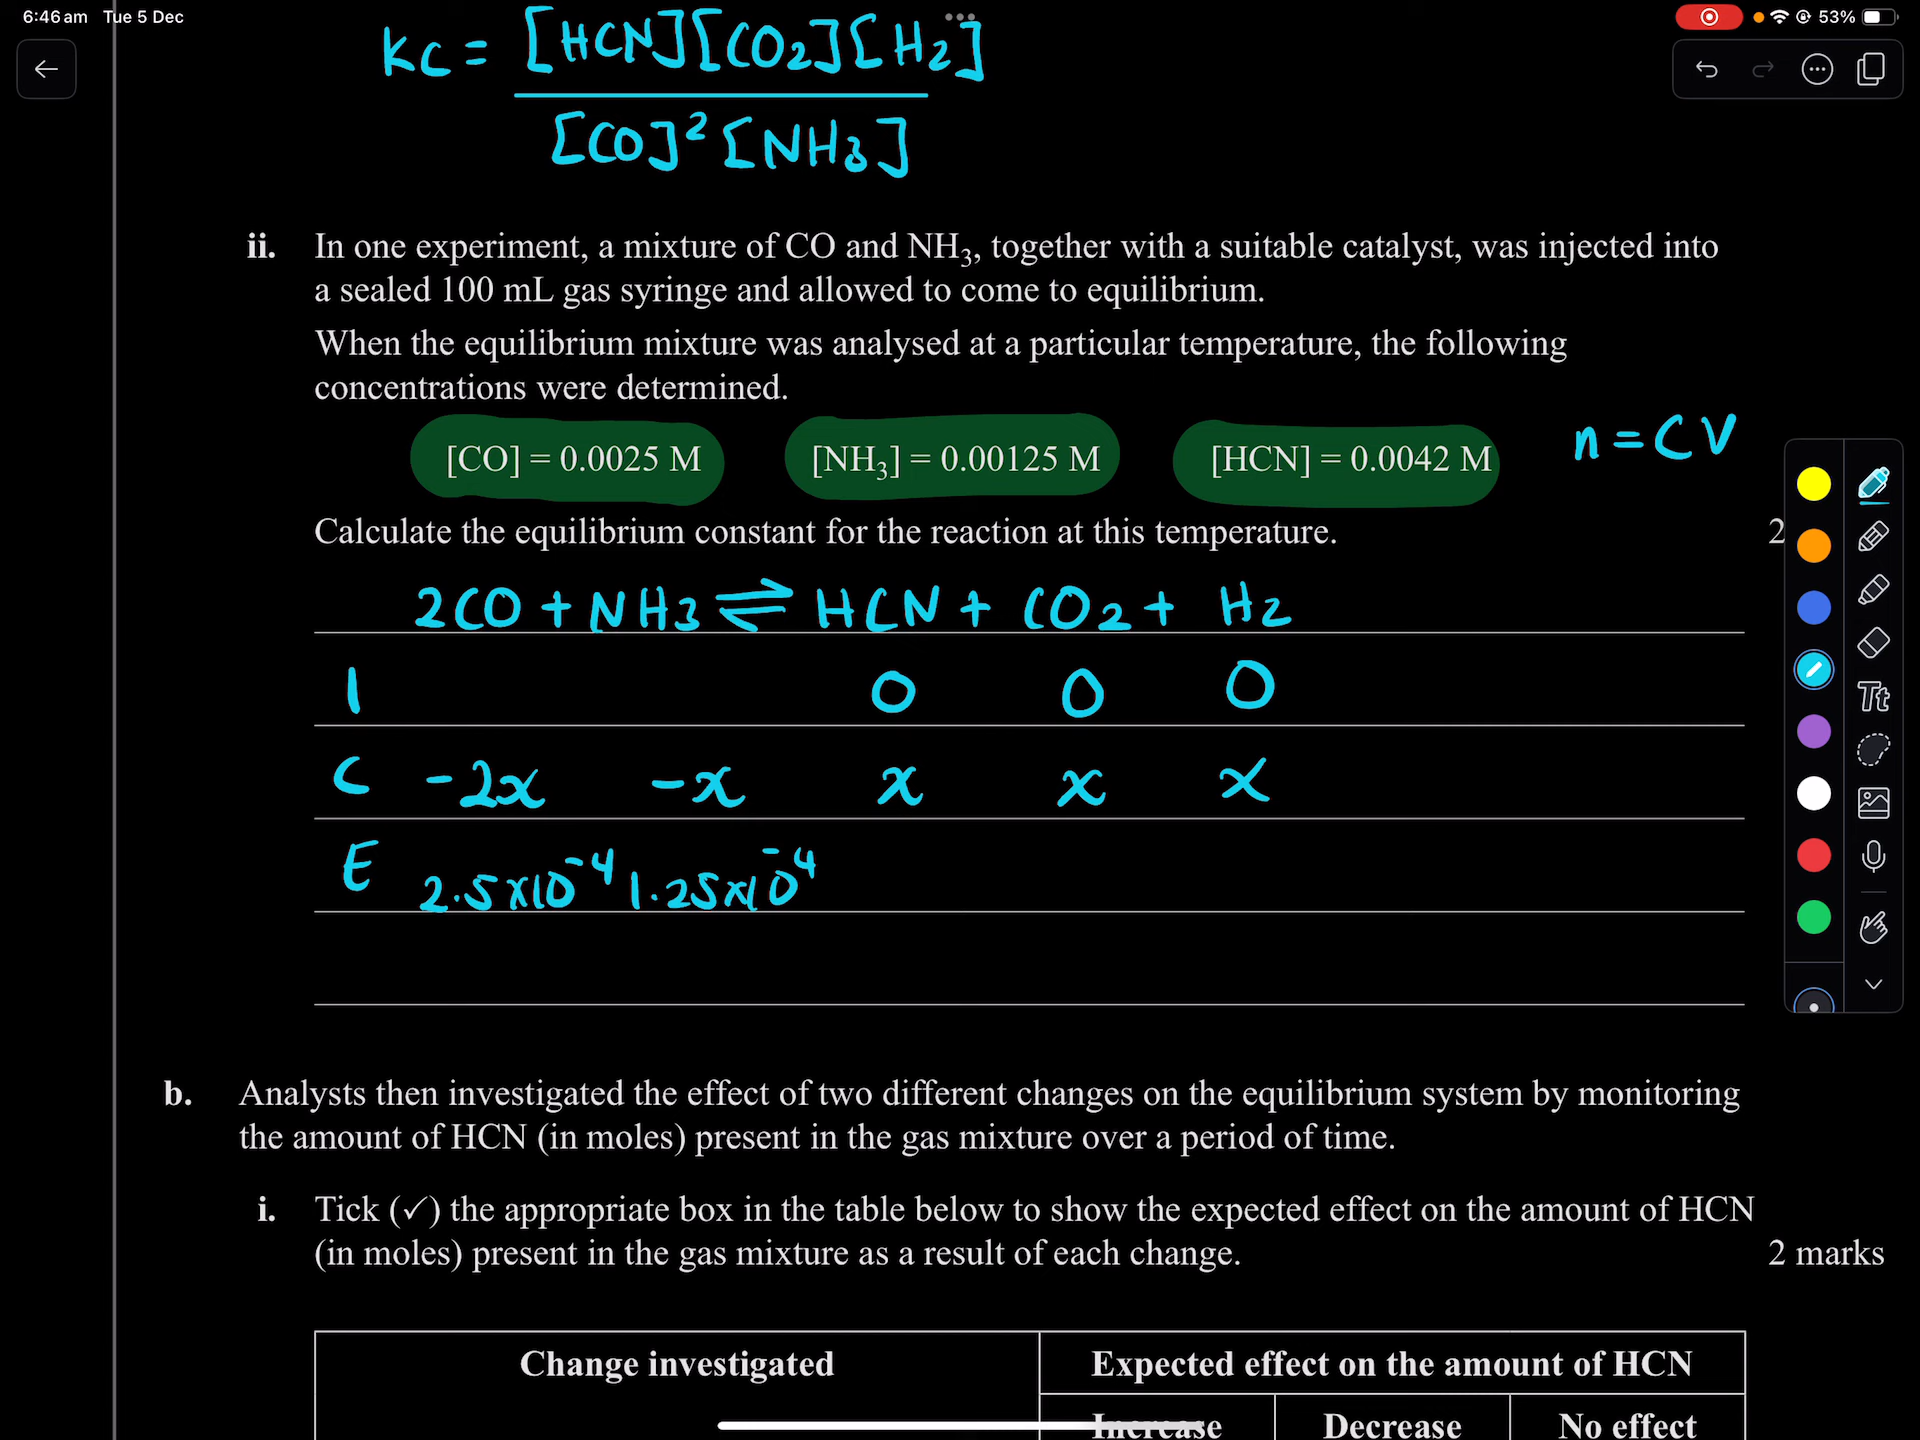 6:46 am Tue 5 Dec
53%
Kc = [HCN][CO2][H2]
[CO]² [NH3]
ii. In one experiment, a mixture of CO and NH₃, together with a suitable catalyst, was injected into
a sealed 100 mL gas syringe and allowed to come to equilibrium.
When the equilibrium mixture was analysed at a particular temperature, the following
concentrations were determined.
[CO] = 0.0025 M [NH₃] = 0.00125 M [HCN] = 0.0042 M
n = CV
Calculate the equilibrium constant for the reaction at this temperature. 2
2CO + NH3 ⇌ HCN + CO2 + H2
I 0 0 0
C -2x -x x x x
E 2.5x10⁻⁴ 1.25x10⁻⁴
Tt
b. Analysts then investigated the effect of two different changes on the equilibrium system by monitoring
the amount of HCN (in moles) present in the gas mixture over a period of time.
i. Tick (✓) the appropriate box in the table below to show the expected effect on the amount of HCN
(in moles) present in the gas mixture as a result of each change. 2 marks
Change investigated Expected effect on the amount of HCN
Increase Decrease No effect